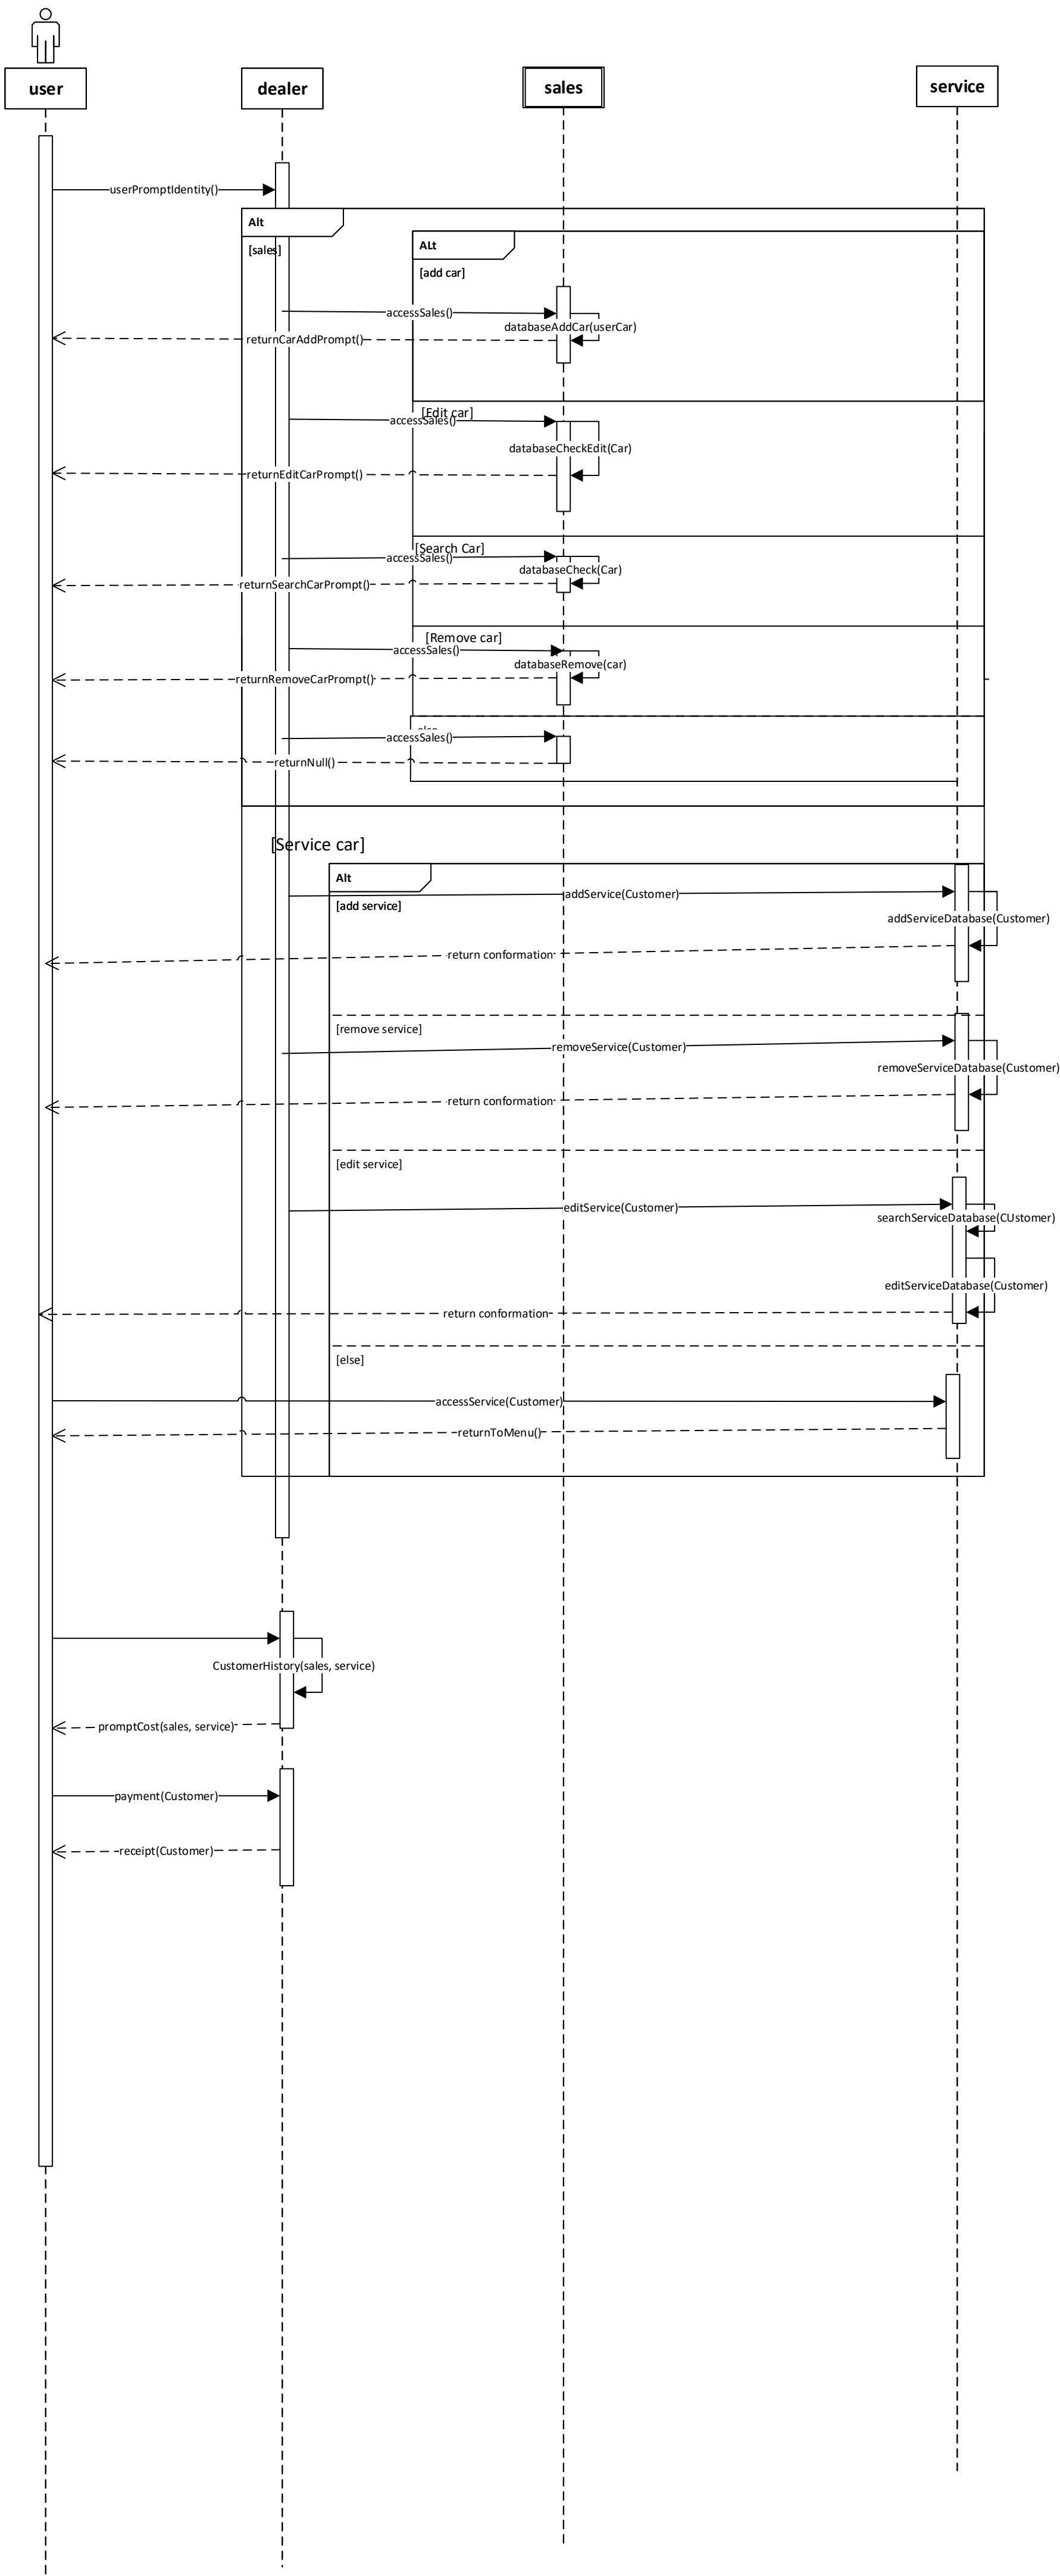 user
dealer
sales
service
userPromptIdentity()
Alt
[sales]
ALt
[add car]
accessSales()
databaseAddCar(userCar)
returnCarAddPrompt()
[Edit car]
accessSales()
databaseCheckEdit(Car)
returnEditCarPrompt()
[Search Car]
accessSales()
databaseCheck(Car)
returnSearchCarPrompt()
[Remove car]
accessSales()
databaseRemove(car)
returnRemoveCarPrompt()
accessSales()
returnNull()
[Service car]
Alt
addService(Customer)
[add service]
addServiceDatabase(Customer)
return conformation
[remove service]
removeService(Customer)
removeServiceDatabase(Customer)
return conformation
[edit service]
editService(Customer)
searchServiceDatabase(CUstomer)
editServiceDatabase(Customer)
return conformation
[else]
accessService(Customer)
returnToMenu()
CustomerHistory(sales, service)
promptCost(sales, service)
payment(Customer)
receipt(Customer)